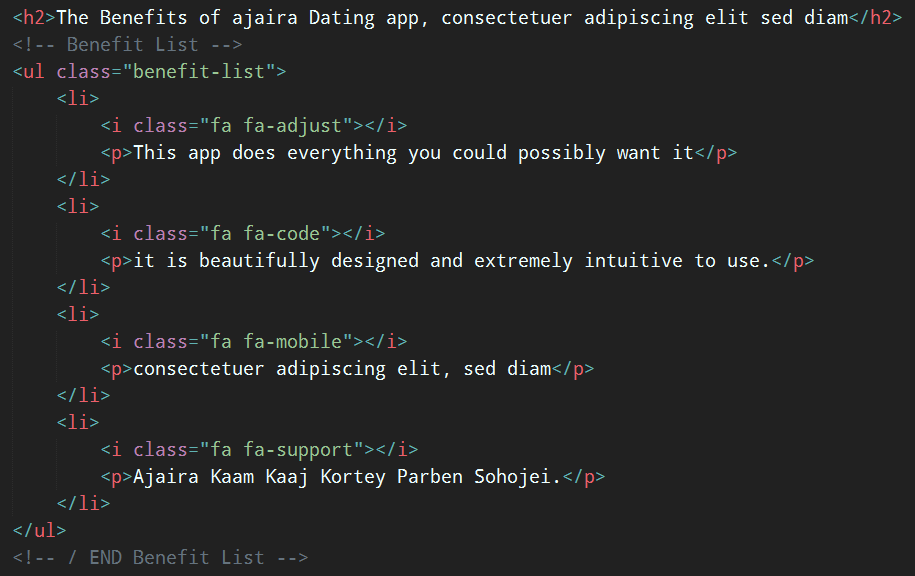 <h2>The Benefits of ajaira Dating app, consectetuer adipiscing elit sed diam</h2>
<!-- Benefit List -->
<ul class="benefit-list">
    <li>
        <i class="fa fa-adjust"></i>
        <p>This app does everything you could possibly want it</p>
    </li>
    <li>
        <i class="fa fa-code"></i>
        <p>it is beautifully designed and extremely intuitive to use.</p>
    </li>
    <li>
        <i class="fa fa-mobile"></i>
        <p>consectetuer adipiscing elit, sed diam</p>
    </li>
    <li>
        <i class="fa fa-support"></i>
        <p>Ajaira Kaam Kaaj Kortey Parben Sohojei.</p>
    </li>
</ul>
<!-- / END Benefit List -->